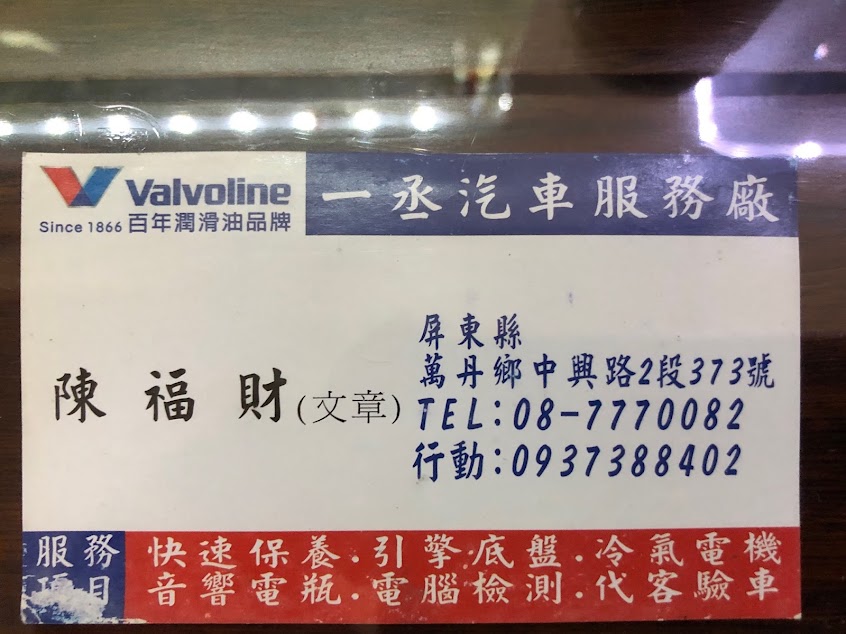 Valvoline
Since 1866 百年潤滑油品牌
一丞汽車服務廠
陳福財(文章)
屏東縣
萬丹鄉中興路2段373號
TEL:08-7770082
行動:0937388402
服務項目
快速保養.引擎.底盤.冷氣電機
音響電瓶.電腦檢測.代客驗車